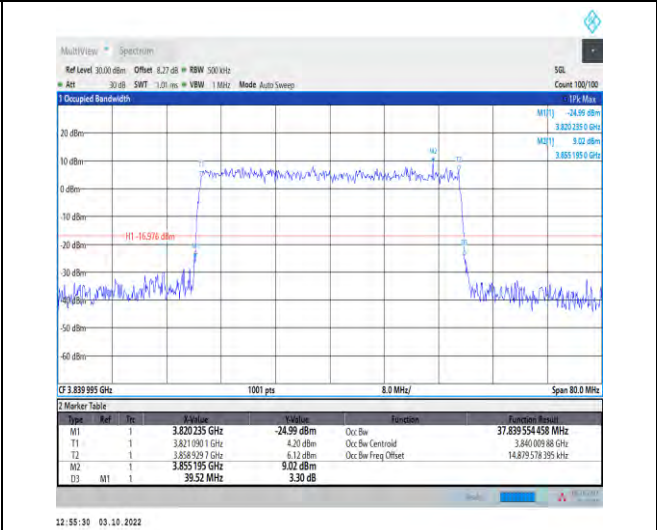 MultiView Spectrum
Ref Level 30.00 dBm Offset 8.27 dB RBW 500 kHz SGL
Att 30 dB SWT 1.01 ms VBW 1 MHz Mode Auto Sweep Count 100/100
1 Occupied Bandwidth 1Pk Max
M1[1] -24.99 dBm
3.820 235 0 GHz
M2[1] 9.02 dBm
3.855 195 0 GHz
20 dBm
10 dBm
M2
T1
T2
0 dBm
-10 dBm
H1 -16.976 dBm
-20 dBm
-30 dBm
-40 dBm
-50 dBm
-60 dBm
CF 3.839 995 GHz 1001 pts 8.0 MHz/ Span 80.0 MHz
2 Marker Table
Type Ref Trc X-Value Y-Value Function Function Result
M1 1 3.820 235 GHz -24.99 dBm Occ Bw 37.839 554 458 MHz
T1 1 3.821 090 1 GHz 4.20 dBm Occ Bw Centroid 3.840 009 88 GHz
T2 1 3.858 929 7 GHz 6.12 dBm Occ Bw Freq Offset 14.879 578 395 kHz
M2 1 3.855 195 GHz 9.02 dBm
D3 M1 1 39.52 MHz 3.30 dB
Ready
12:55:30 03.10.2022